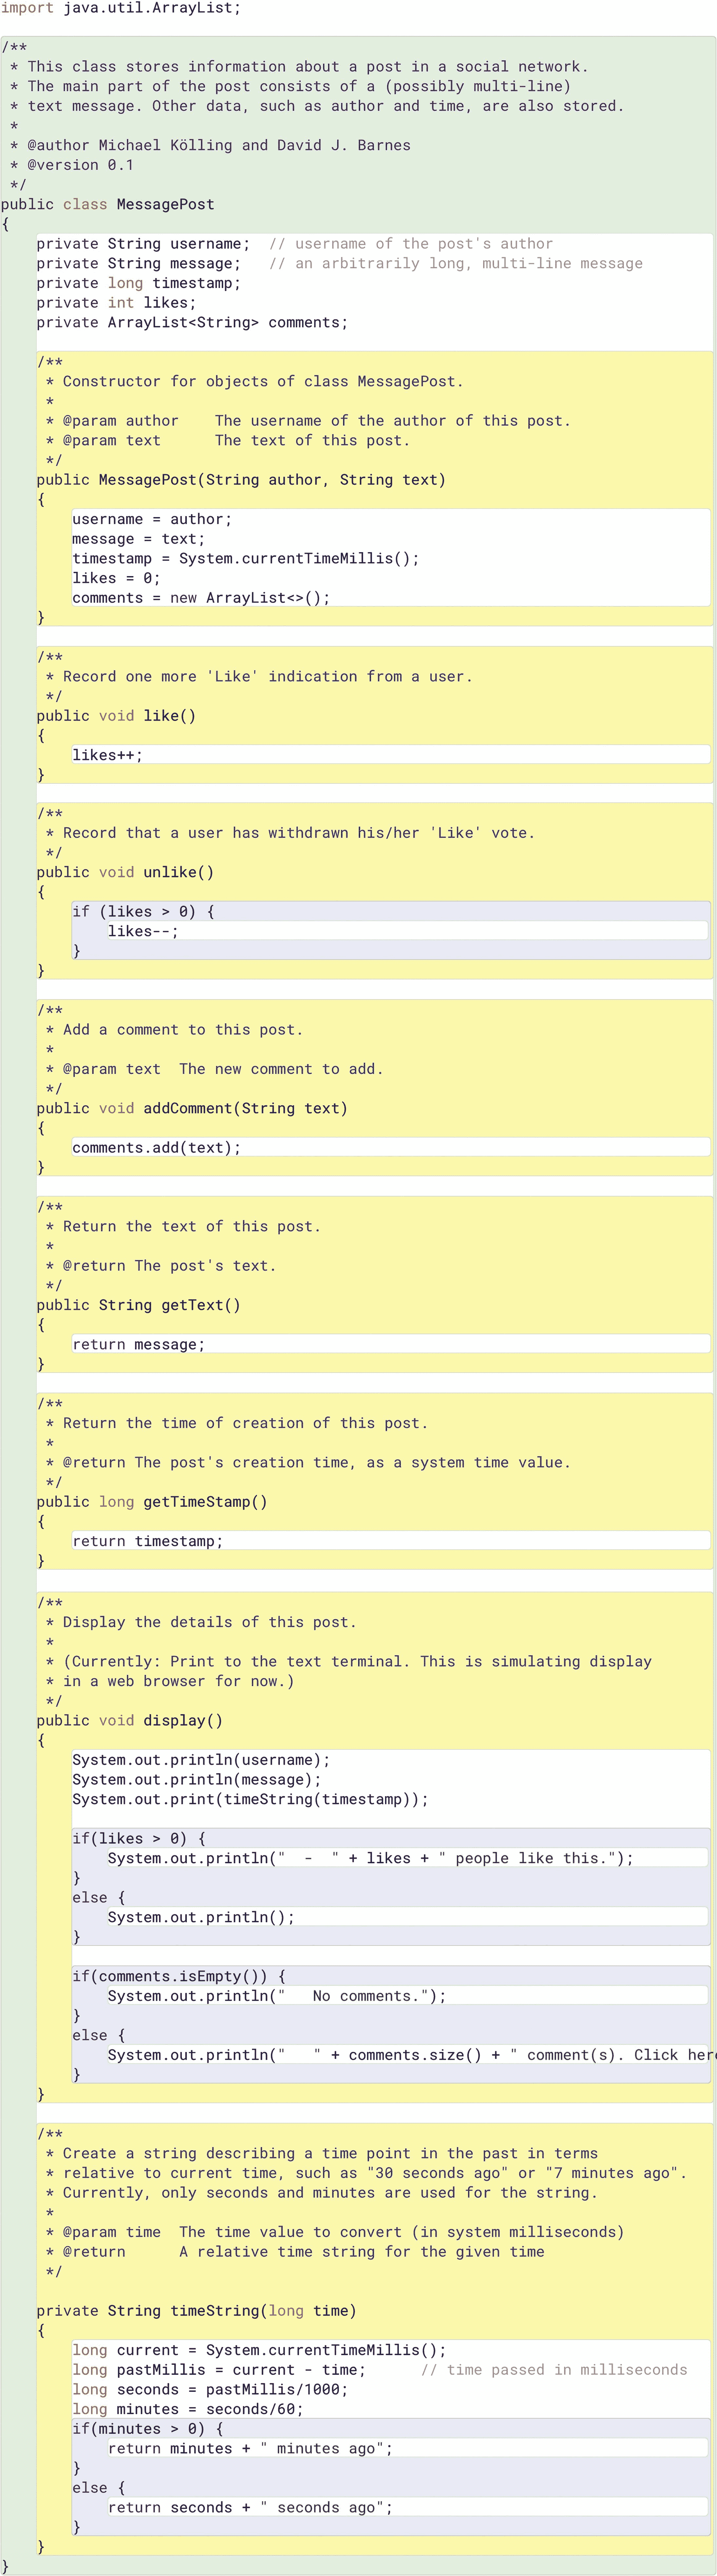 import java.util.ArrayList;

/**
 * This class stores information about a post in a social network.
 * The main part of the post consists of a (possibly multi-line)
 * text message. Other data, such as author and time, are also stored.
 *
 * @author Michael Kölling and David J. Barnes
 * @version 0.1
 */
public class MessagePost
{
    private String username;  // username of the post's author
    private String message;   // an arbitrarily long, multi-line message
    private long timestamp;
    private int likes;
    private ArrayList<String> comments;

    /**
     * Constructor for objects of class MessagePost.
     *
     * @param author    The username of the author of this post.
     * @param text      The text of this post.
     */
    public MessagePost(String author, String text)
    {
        username = author;
        message = text;
        timestamp = System.currentTimeMillis();
        likes = 0;
        comments = new ArrayList<>();
    }

    /**
     * Record one more 'Like' indication from a user.
     */
    public void like()
    {
        likes++;
    }

    /**
     * Record that a user has withdrawn his/her 'Like' vote.
     */
    public void unlike()
    {
        if (likes > 0) {
            likes--;
        }
    }

    /**
     * Add a comment to this post.
     *
     * @param text  The new comment to add.
     */
    public void addComment(String text)
    {
        comments.add(text);
    }

    /**
     * Return the text of this post.
     *
     * @return The post's text.
     */
    public String getText()
    {
        return message;
    }

    /**
     * Return the time of creation of this post.
     *
     * @return The post's creation time, as a system time value.
     */
    public long getTimeStamp()
    {
        return timestamp;
    }

    /**
     * Display the details of this post.
     *
     * (Currently: Print to the text terminal. This is simulating display
     * in a web browser for now.)
     */
    public void display()
    {
        System.out.println(username);
        System.out.println(message);
        System.out.print(timeString(timestamp));

        if(likes > 0) {
            System.out.println("  -  " + likes + " people like this.");
        }
        else {
            System.out.println();
        }

        if(comments.isEmpty()) {
            System.out.println("   No comments.");
        }
        else {
            System.out.println("   " + comments.size() + " comment(s). Click
        }
    }

    /**
     * Create a string describing a time point in the past in terms
     * relative to current time, such as "30 seconds ago" or "7 minutes ago".
     * Currently, only seconds and minutes are used for the string.
     *
     * @param time  The time value to convert (in system milliseconds)
     * @return      A relative time string for the given time
     */

    private String timeString(long time)
    {
        long current = System.currentTimeMillis();
        long pastMillis = current - time;      // time passed in milliseconds
        long seconds = pastMillis/1000;
        long minutes = seconds/60;
        if(minutes > 0) {
            return minutes + " minutes ago";
        }
        else {
            return seconds + " seconds ago";
        }
    }
}